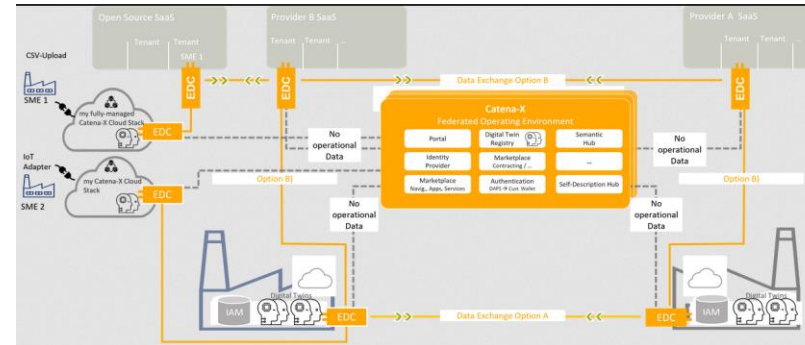 Open Source SaaS
Tenant
Tenant
SME 1
Provider B SaaS
Tenant
Tenant
...
Provider A SaaS
Tenant
Tenant
..
CSV-Upload
SME 1
my fully-managed
Catena-X Cloud Stack
EDC
EDC
EDC
EDC
Data Exchange Option B
Catena-X
Federated Operating Environment
Portal
Digital Twin
Registry
Semantic
Hub
Identity
Provider
Marketplace
Contracting / ...
...
Marketplace
Navig., Apps, Services
Authentication
DAPS → Cust. Wallet
Self-Description Hub
No
operational
Data
No
operational
Data
IoT
Adapter
SME 2
my Catena-X Cloud
Stack
EDC
Option B)
Option B)
No
operational
Data
No
operational
Data
Digital Twins
IAM
EDC
Data Exchange Option A
EDC
Digital Twins
IAM